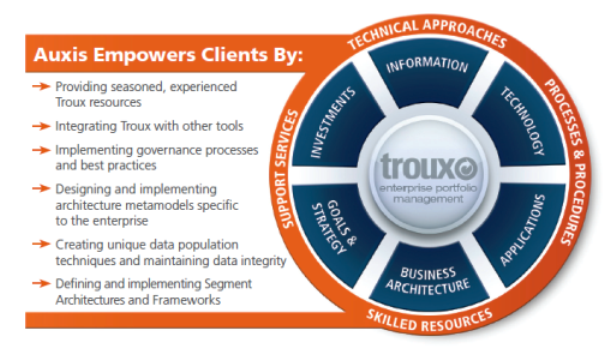 Auxis Empowers Clients By:
Providing seasoned, experienced
Troux resources
Integrating Troux with other tools
Implementing governance processes
and best practices
Designing and implementing
architecture metamodels specific
to the enterprise
Creating unique data population
techniques and maintaining data integrity
Defining and implementing Segment
Architectures and Frameworks
TECHNICAL APPROACHES
PROCESSES & PROCEDURES
SKILLED RESOURCES
SUPPORT SERVICES
INFORMATION
TECHNOLOGY
APPLICATIONS
BUSINESS
ARCHITECTURE
GOALS &
STRATEGY
INVESTMENTS
troux
enterprise portfolio
management